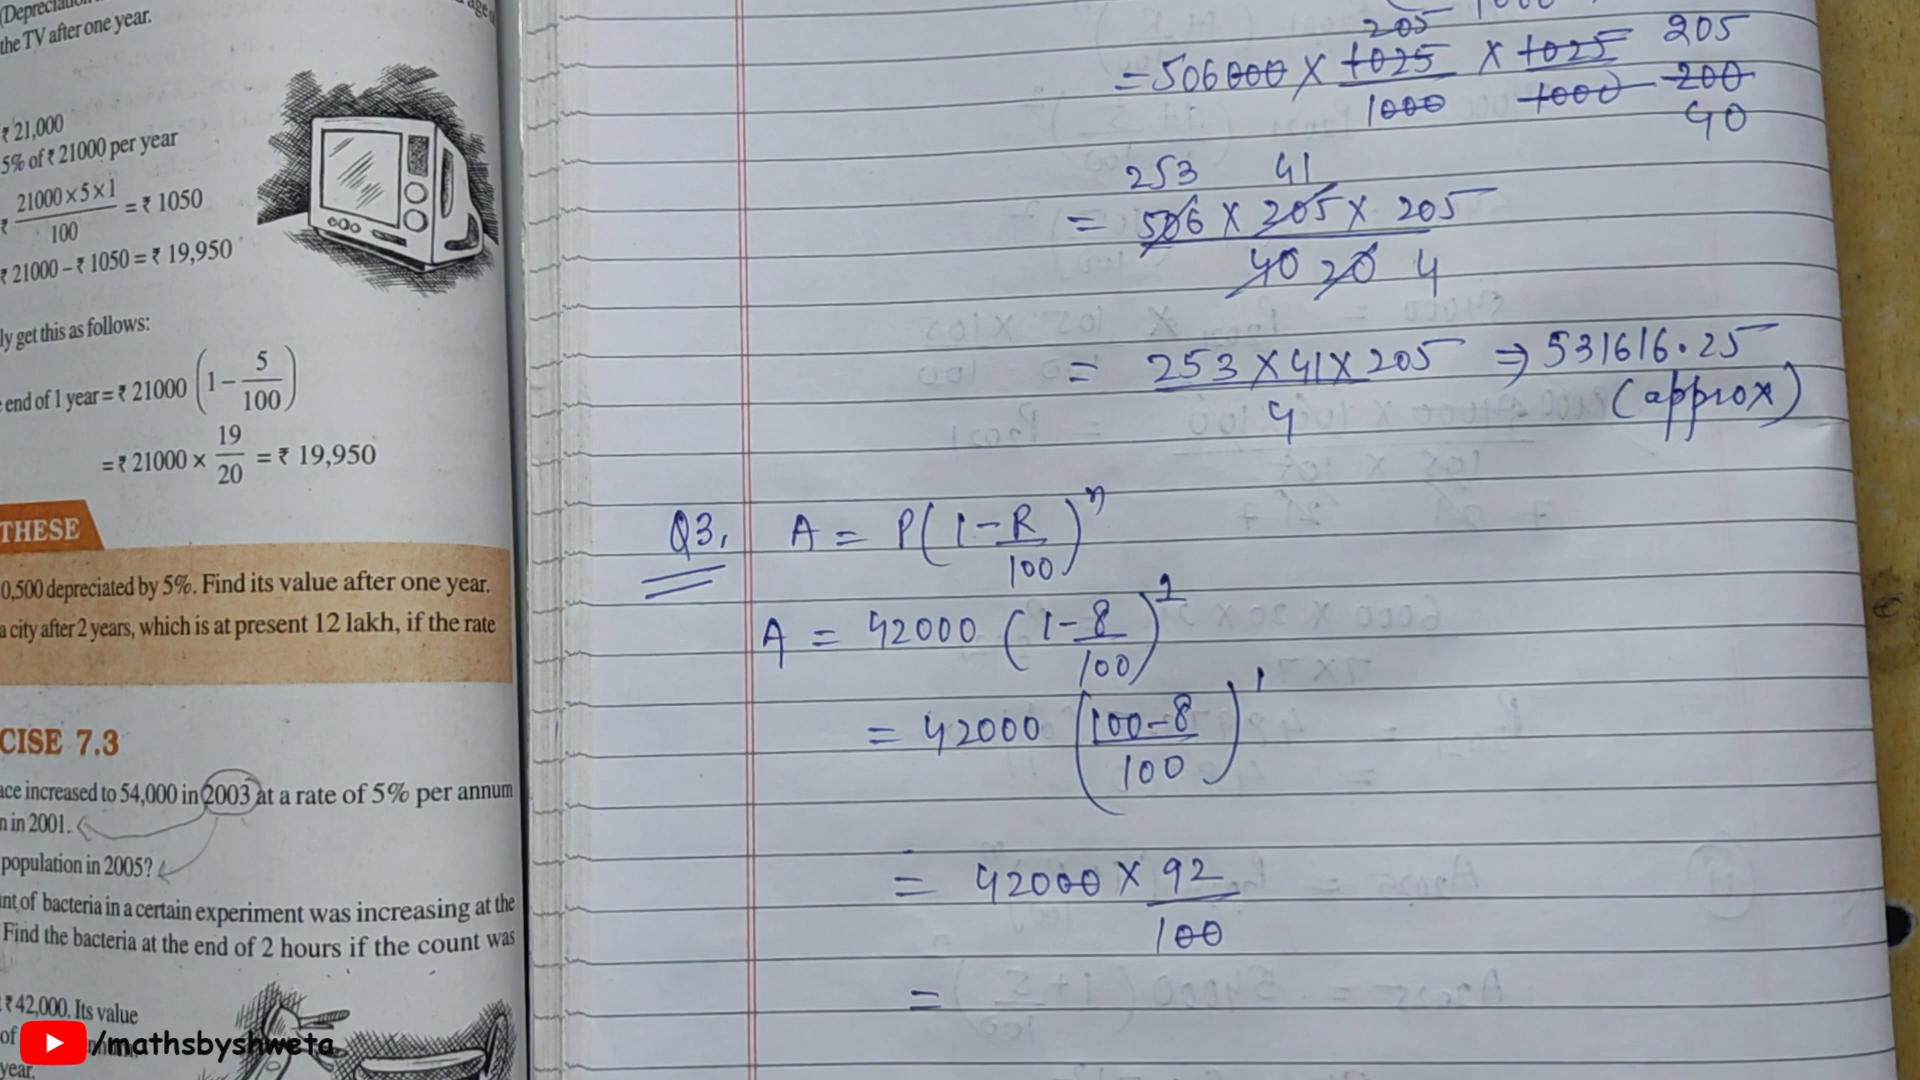 (Depreciation
the TV after one year.
₹ 21,000
5% of ₹ 21000 per year
₹ 21000 × 5 × 1 / 100 = ₹ 1050
₹ 21000 – ₹ 1050 = ₹ 19,950
ly get this as follows:
end of 1 year = ₹ 21000 (1 – 5/100)
= ₹ 21000 × 19/20 = ₹ 19,950
THESE
0,500 depreciated by 5%. Find its value after one year.
a city after 2 years, which is at present 12 lakh, if the rate
CISE 7.3
ace increased to 54,000 in 2003 at a rate of 5% per annum
n in 2001.
population in 2005?
unt of bacteria in a certain experiment was increasing at the
Find the bacteria at the end of 2 hours if the count was
₹ 42,000. Its value
of
year.
/mathsbyshweta
205 205
= 506000 × 1025/1000 × 1025/1000 200
40
253 41
= 506 × 205 × 205
40 20 4
= 253 × 41 × 205 / 4 ⇒ 531616.25
(approx)
Q3, A = P(1 – R/100)^n
A = 42000 (1 – 8/100)^1
= 42000 (100 – 8 / 100)^1
= 42000 × 92/100
=